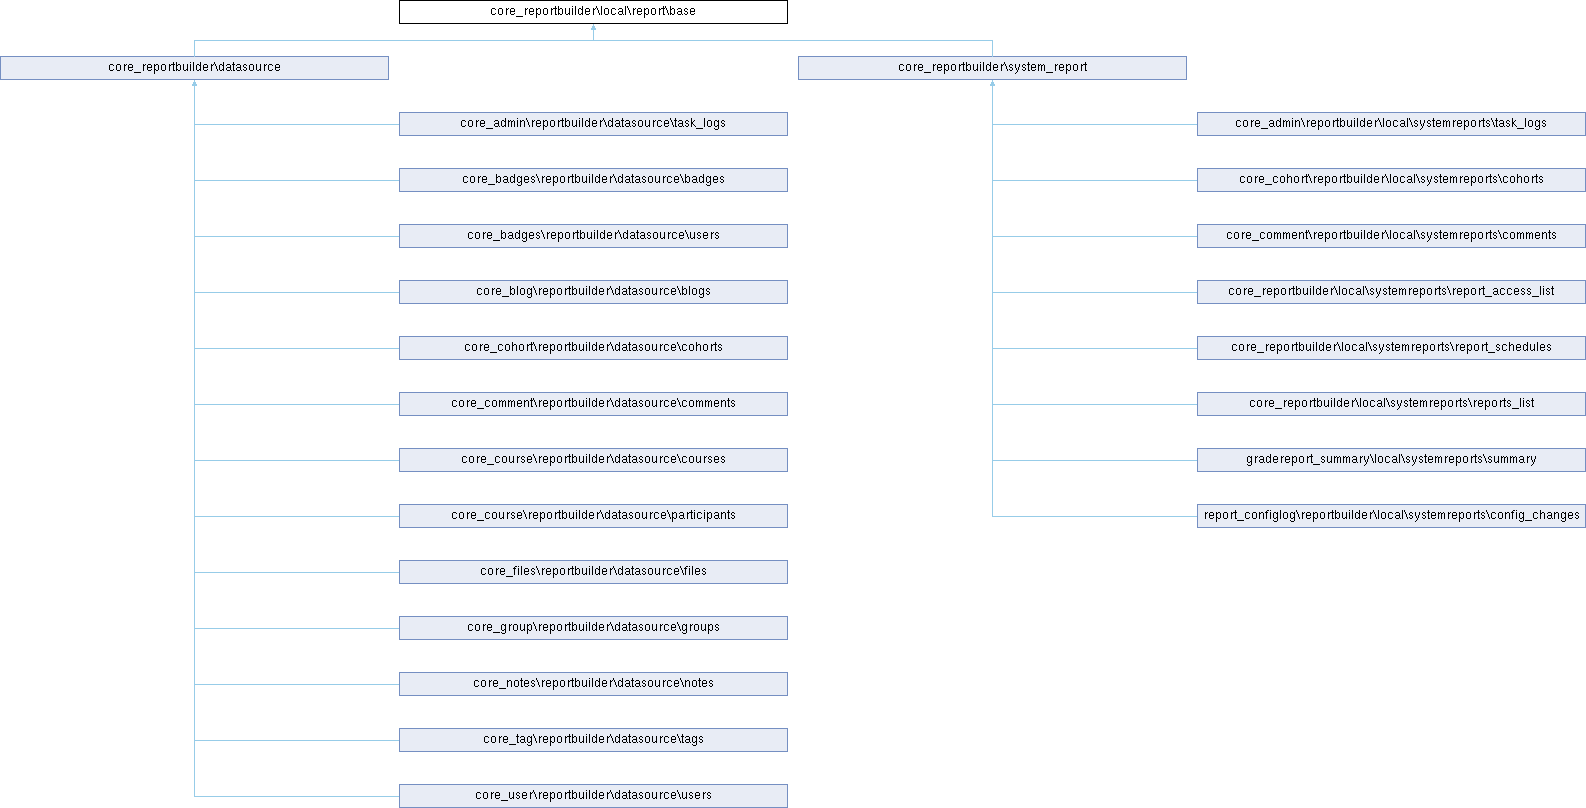 core_reportbuilder\local\report\base
core_reportbuilder\datasource
core_reportbuilder\system_report
core_admin\reportbuilder\datasource\task_logs
core_admin\reportbuilder\local\systemreports\task_logs
core_badges\reportbuilder\datasource\badges
core_cohort\reportbuilder\local\systemreports\cohorts
core_badges\reportbuilder\datasource\users
core_comment\reportbuilder\local\systemreports\comments
core_blog\reportbuilder\datasource\blogs
core_reportbuilder\local\systemreports\report_access_list
core_cohort\reportbuilder\datasource\cohorts
core_reportbuilder\local\systemreports\report_schedules
core_comment\reportbuilder\datasource\comments
core_reportbuilder\local\systemreports\reports_list
core_course\reportbuilder\datasource\courses
gradereport_summary\local\systemreports\summary
core_course\reportbuilder\datasource\participants
report_configlog\reportbuilder\local\systemreports\config_changes
core_files\reportbuilder\datasource\files
core_group\reportbuilder\datasource\groups
core_notes\reportbuilder\datasource\notes
core_tag\reportbuilder\datasource\tags
core_user\reportbuilder\datasource\users